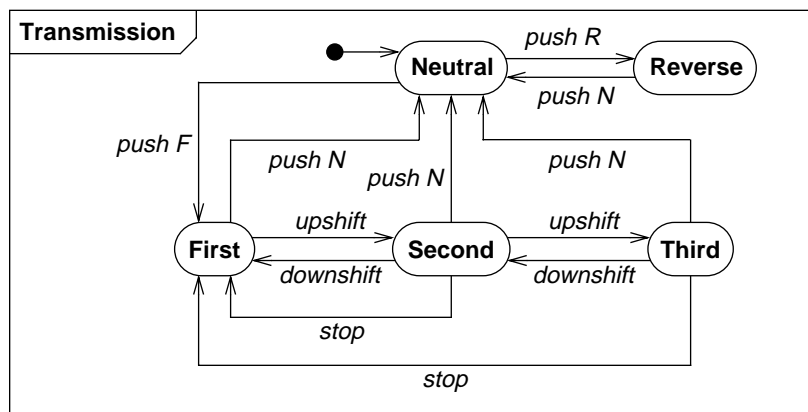 Transmission
push R
Neutral
Reverse
push N
push F
push N
push N
push N
upshift
upshift
First
Second
Third
downshift
downshift
stop
stop